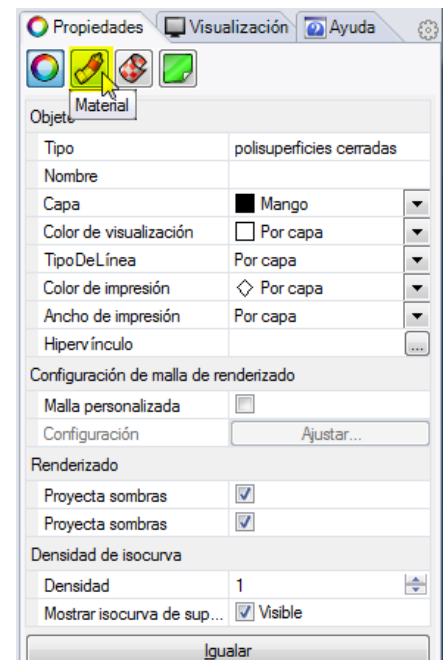 Propiedades Visualización Ayuda
Material
Objeto
Tipo polisuperficies cerradas
Nombre
Capa Mango
Color de visualización Por capa
TipoDeLínea Por capa
Color de impresión Por capa
Ancho de impresión Por capa
Hipervínculo ...
Configuración de malla de renderizado
Malla personalizada
Configuración Ajustar...
Renderizado
Proyecta sombras
Proyecta sombras
Densidad de isocurva
Densidad 1
Mostrar isocurva de sup... Visible
Igualar